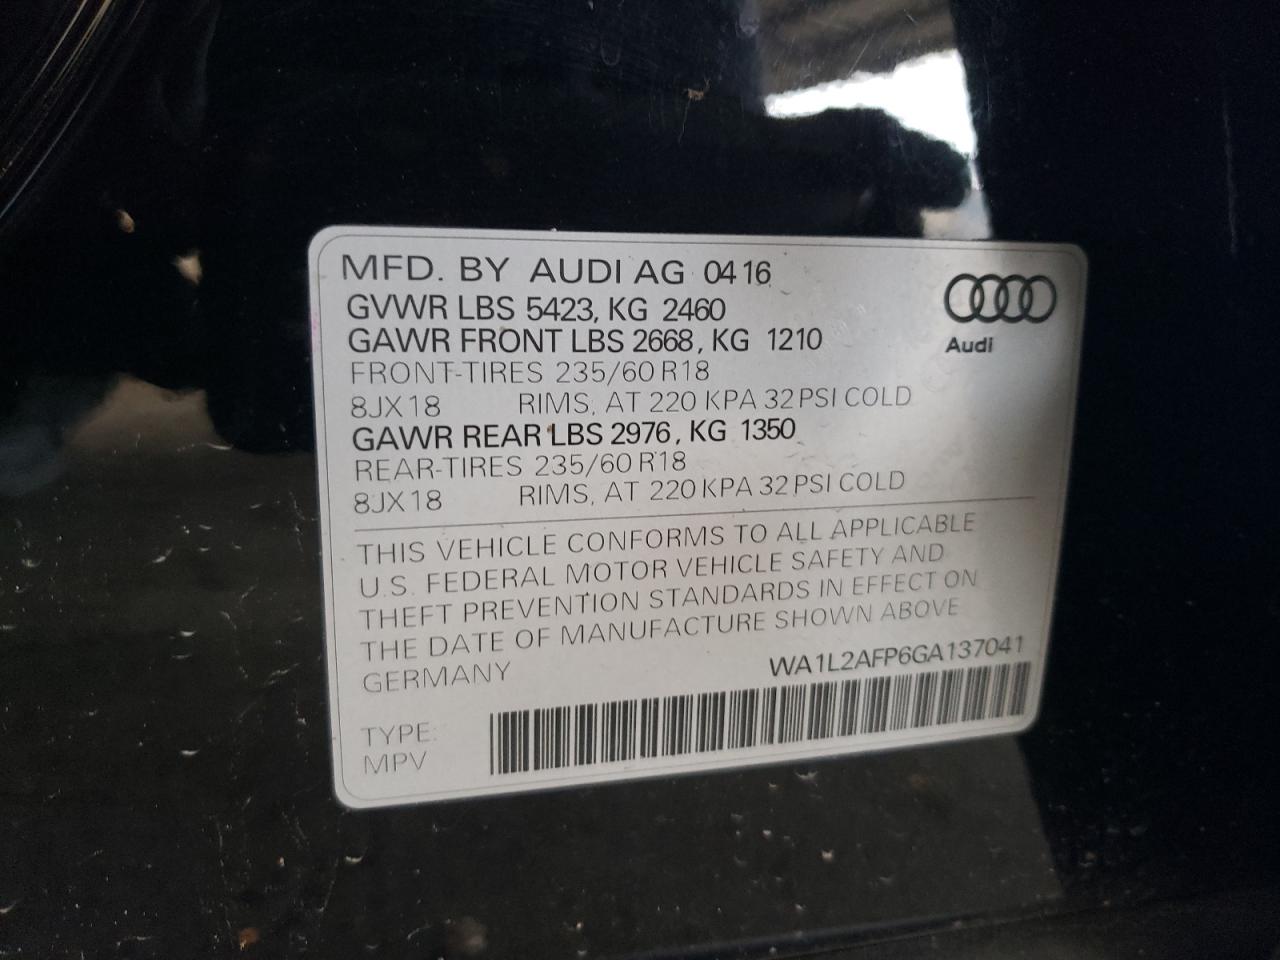 MFD. BY AUDI AG 04 16
GVWR LBS 5423, KG 2460
GAWR FRONT LBS 2668, KG 1210
FRONT-TIRES 235/60 R18
8JX18 RIMS, AT 220 KPA 32 PSI COLD
GAWR REAR LBS 2976, KG 1350
REAR-TIRES 235/60 R18
8JX18 RIMS, AT 220 KPA 32 PSI COLD
Audi
THIS VEHICLE CONFORMS TO ALL APPLICABLE
U.S. FEDERAL MOTOR VEHICLE SAFETY AND
THEFT PREVENTION STANDARDS IN EFFECT ON
THE DATE OF MANUFACTURE SHOWN ABOVE
GERMANY WA1L2AFP6GA137041
TYPE:
MPV